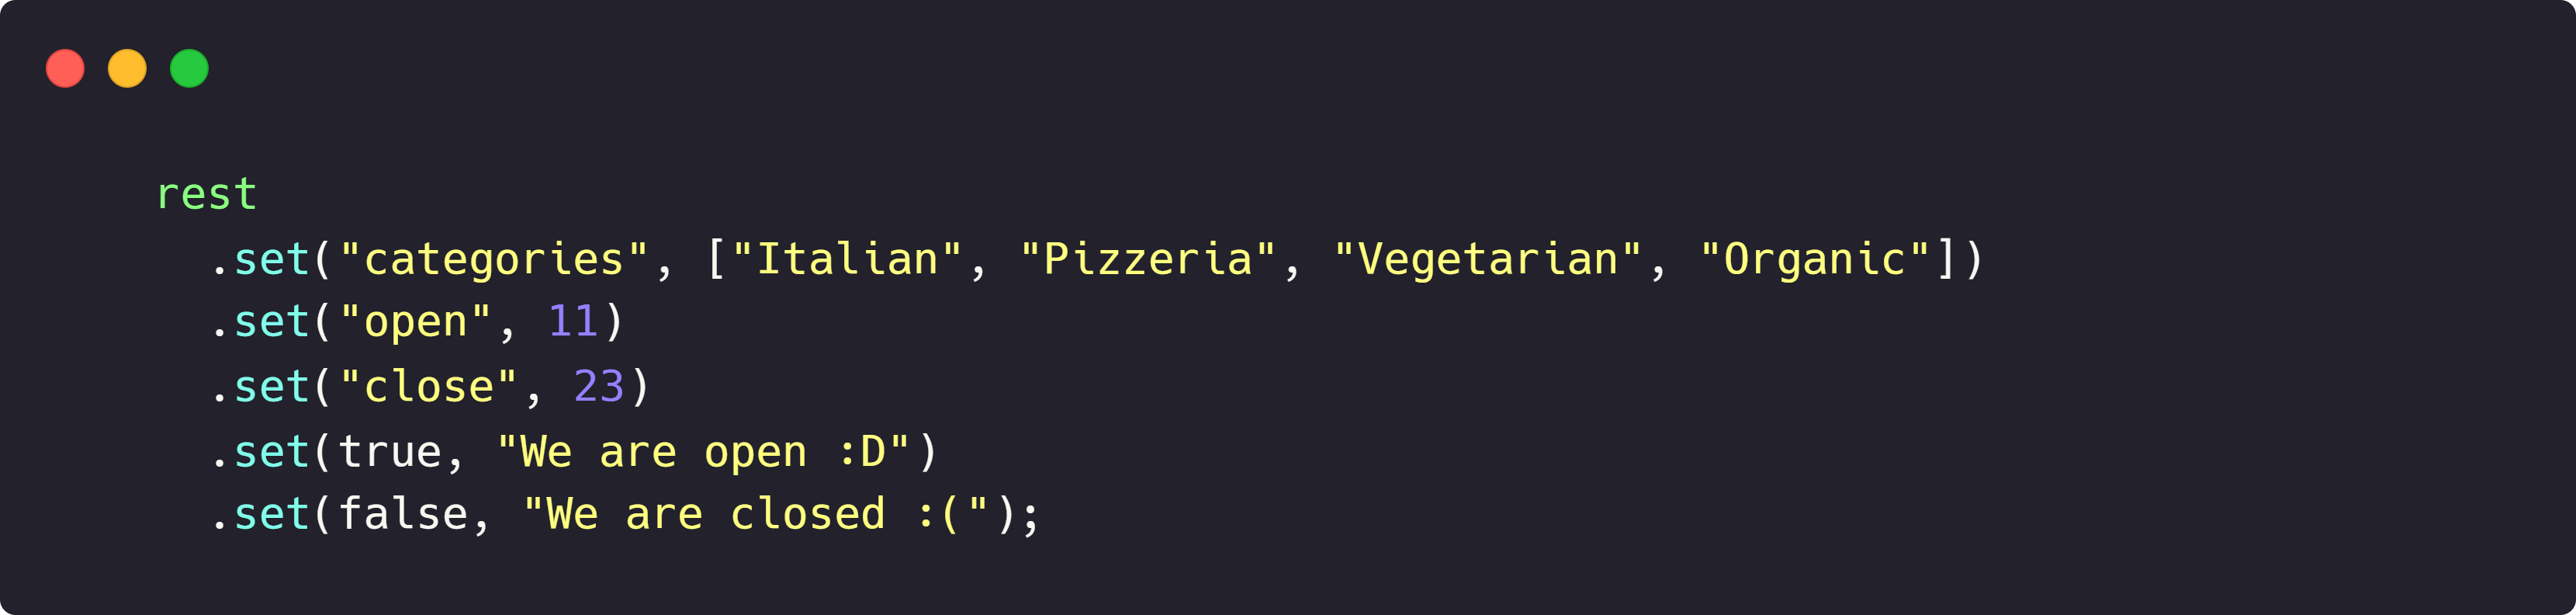 rest
  .set("categories", ["Italian", "Pizzeria", "Vegetarian", "Organic"])
  .set("open", 11)
  .set("close", 23)
  .set(true, "We are open :D")
  .set(false, "We are closed :(");